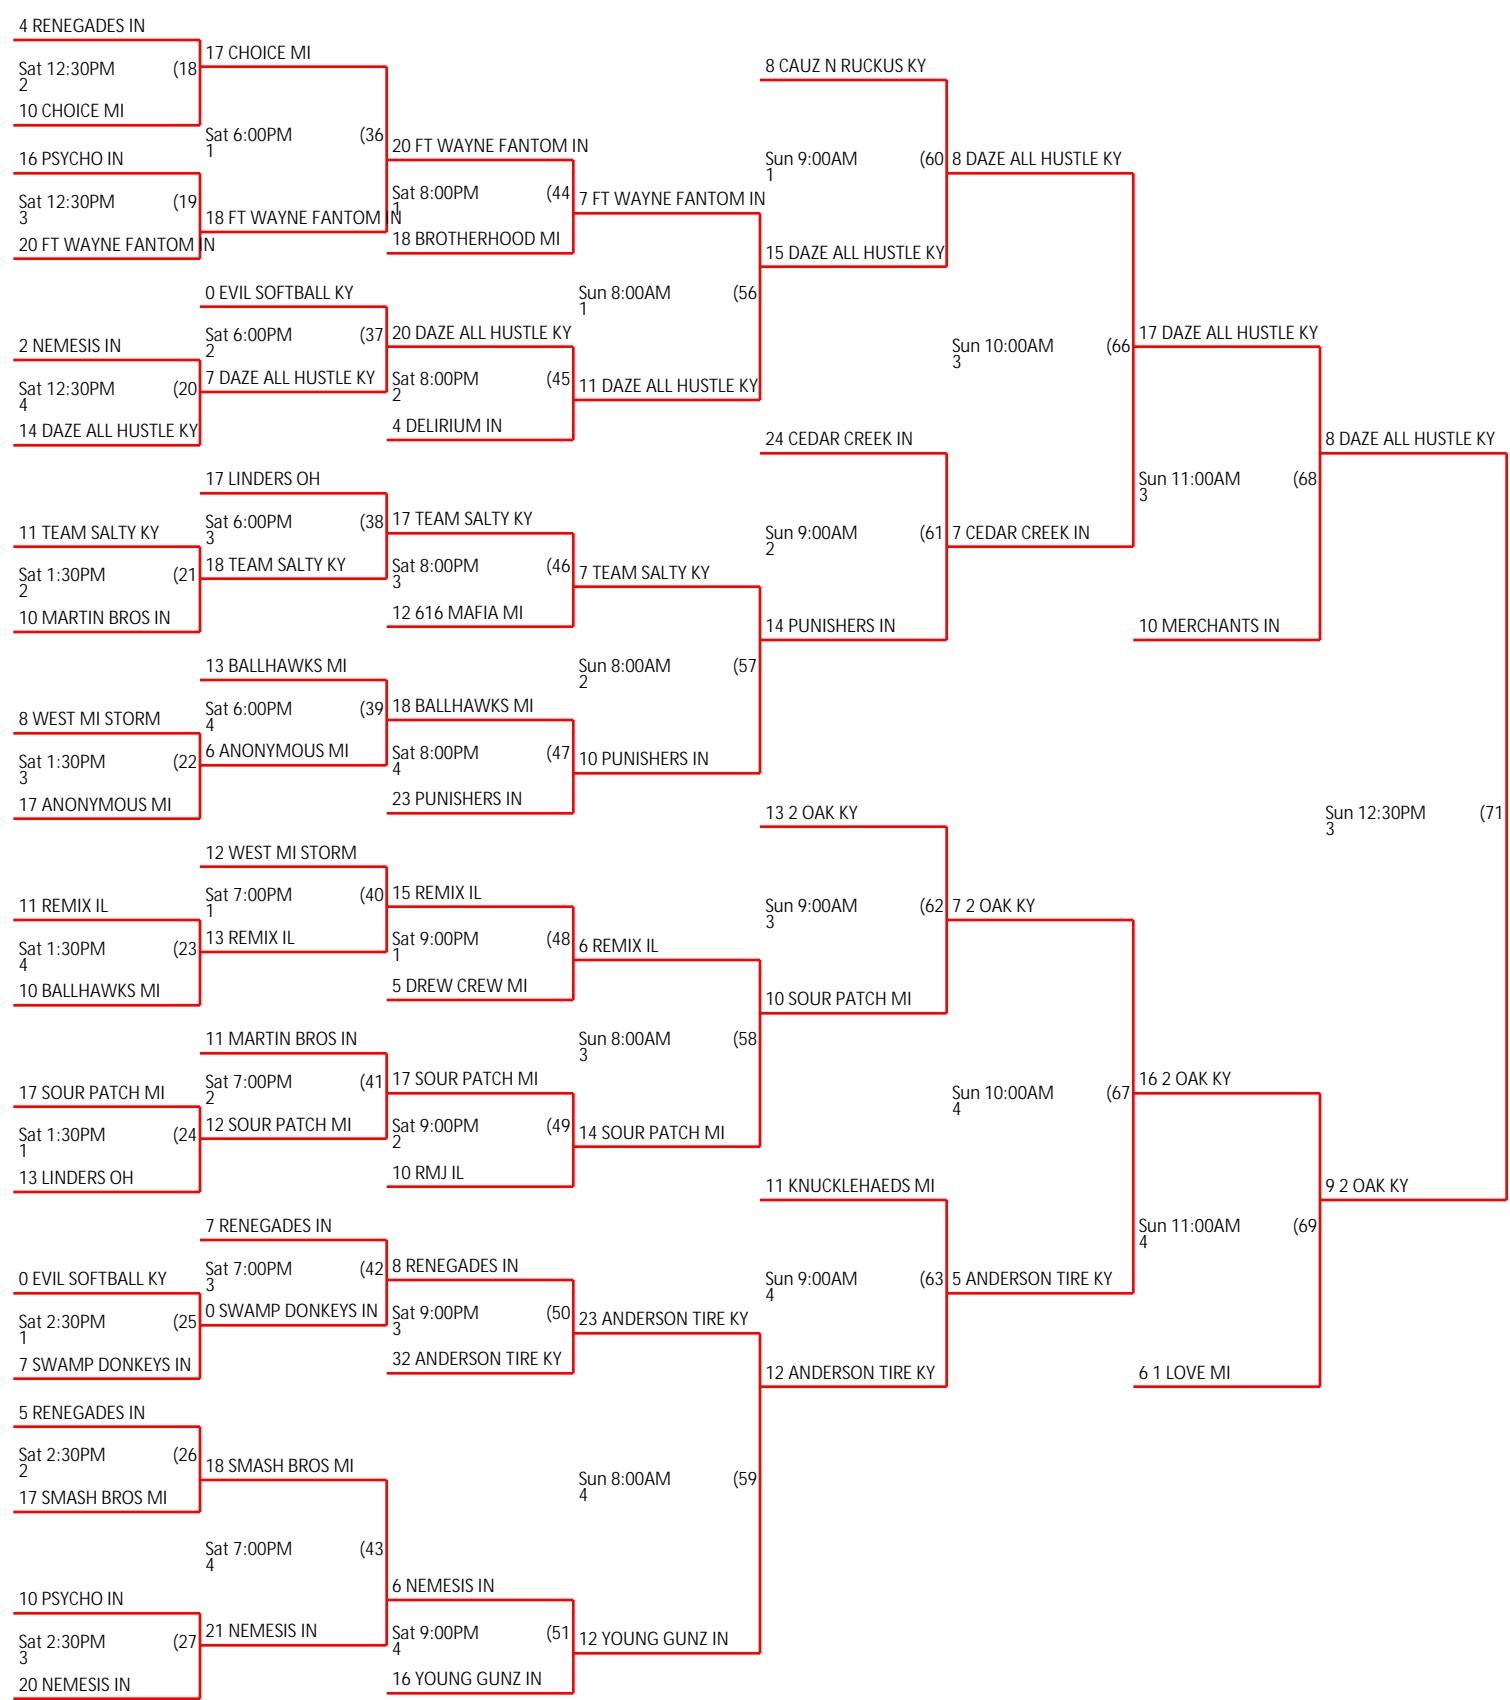 4 RENEGADES IN
Sat 12:30PM (18
2
10 CHOICE MI
16 PSYCHO IN
Sat 12:30PM (19
3
20 FT WAYNE FANTOM IN
2 NEMESIS IN
Sat 12:30PM (20
4
14 DAZE ALL HUSTLE KY
11 TEAM SALTY KY
Sat 1:30PM (21
2
10 MARTIN BROS IN
8 WEST MI STORM
Sat 1:30PM (22
3
17 ANONYMOUS MI
11 REMIX IL
Sat 1:30PM (23
4
10 BALLHAWKS MI
17 SOUR PATCH MI
Sat 1:30PM (24
1
13 LINDERS OH
0 EVIL SOFTBALL KY
Sat 2:30PM (25
1
7 SWAMP DONKEYS IN
5 RENEGADES IN
Sat 2:30PM (26
2
17 SMASH BROS MI
10 PSYCHO IN
Sat 2:30PM (27
3
20 NEMESIS IN
17 CHOICE MI
Sat 6:00PM (36
1
18 FT WAYNE FANTOM IN
0 EVIL SOFTBALL KY
Sat 6:00PM (37
2
7 DAZE ALL HUSTLE KY
17 LINDERS OH
Sat 6:00PM (38
3
18 TEAM SALTY KY
13 BALLHAWKS MI
Sat 6:00PM (39
4
6 ANONYMOUS MI
12 WEST MI STORM
Sat 7:00PM (40
1
13 REMIX IL
11 MARTIN BROS IN
Sat 7:00PM (41
2
12 SOUR PATCH MI
7 RENEGADES IN
Sat 7:00PM (42
3
0 SWAMP DONKEYS IN
18 SMASH BROS MI
Sat 7:00PM (43
4
21 NEMESIS IN
20 FT WAYNE FANTOM IN
Sat 8:00PM (44
1
18 BROTHERHOOD MI
20 DAZE ALL HUSTLE KY
Sat 8:00PM (45
2
4 DELIRIUM IN
17 TEAM SALTY KY
Sat 8:00PM (46
3
12 616 MAFIA MI
18 BALLHAWKS MI
Sat 8:00PM (47
4
23 PUNISHERS IN
15 REMIX IL
Sat 9:00PM (48
1
5 DREW CREW MI
17 SOUR PATCH MI
Sat 9:00PM (49
2
10 RMJ IL
8 RENEGADES IN
Sat 9:00PM (50
3
32 ANDERSON TIRE KY
6 NEMESIS IN
Sat 9:00PM (51
4
16 YOUNG GUNZ IN
7 FT WAYNE FANTOM IN
Sun 8:00AM (56
1
11 DAZE ALL HUSTLE KY
7 TEAM SALTY KY
Sun 8:00AM (57
2
10 PUNISHERS IN
6 REMIX IL
Sun 8:00AM (58
3
14 SOUR PATCH MI
23 ANDERSON TIRE KY
Sun 8:00AM (59
4
12 YOUNG GUNZ IN
8 CAUZ N RUCKUS KY
Sun 9:00AM (60
1
15 DAZE ALL HUSTLE KY
24 CEDAR CREEK IN
Sun 9:00AM (61
2
14 PUNISHERS IN
13 2 OAK KY
Sun 9:00AM (62
3
10 SOUR PATCH MI
11 KNUCKLEHAEDS MI
Sun 9:00AM (63
4
12 ANDERSON TIRE KY
8 DAZE ALL HUSTLE KY
Sun 10:00AM (66
3
7 CEDAR CREEK IN
7 2 OAK KY
Sun 10:00AM (67
4
5 ANDERSON TIRE KY
17 DAZE ALL HUSTLE KY
Sun 11:00AM (68
3
10 MERCHANTS IN
16 2 OAK KY
Sun 11:00AM (69
4
6 1 LOVE MI
8 DAZE ALL HUSTLE KY
Sun 12:30PM (71
3
9 2 OAK KY